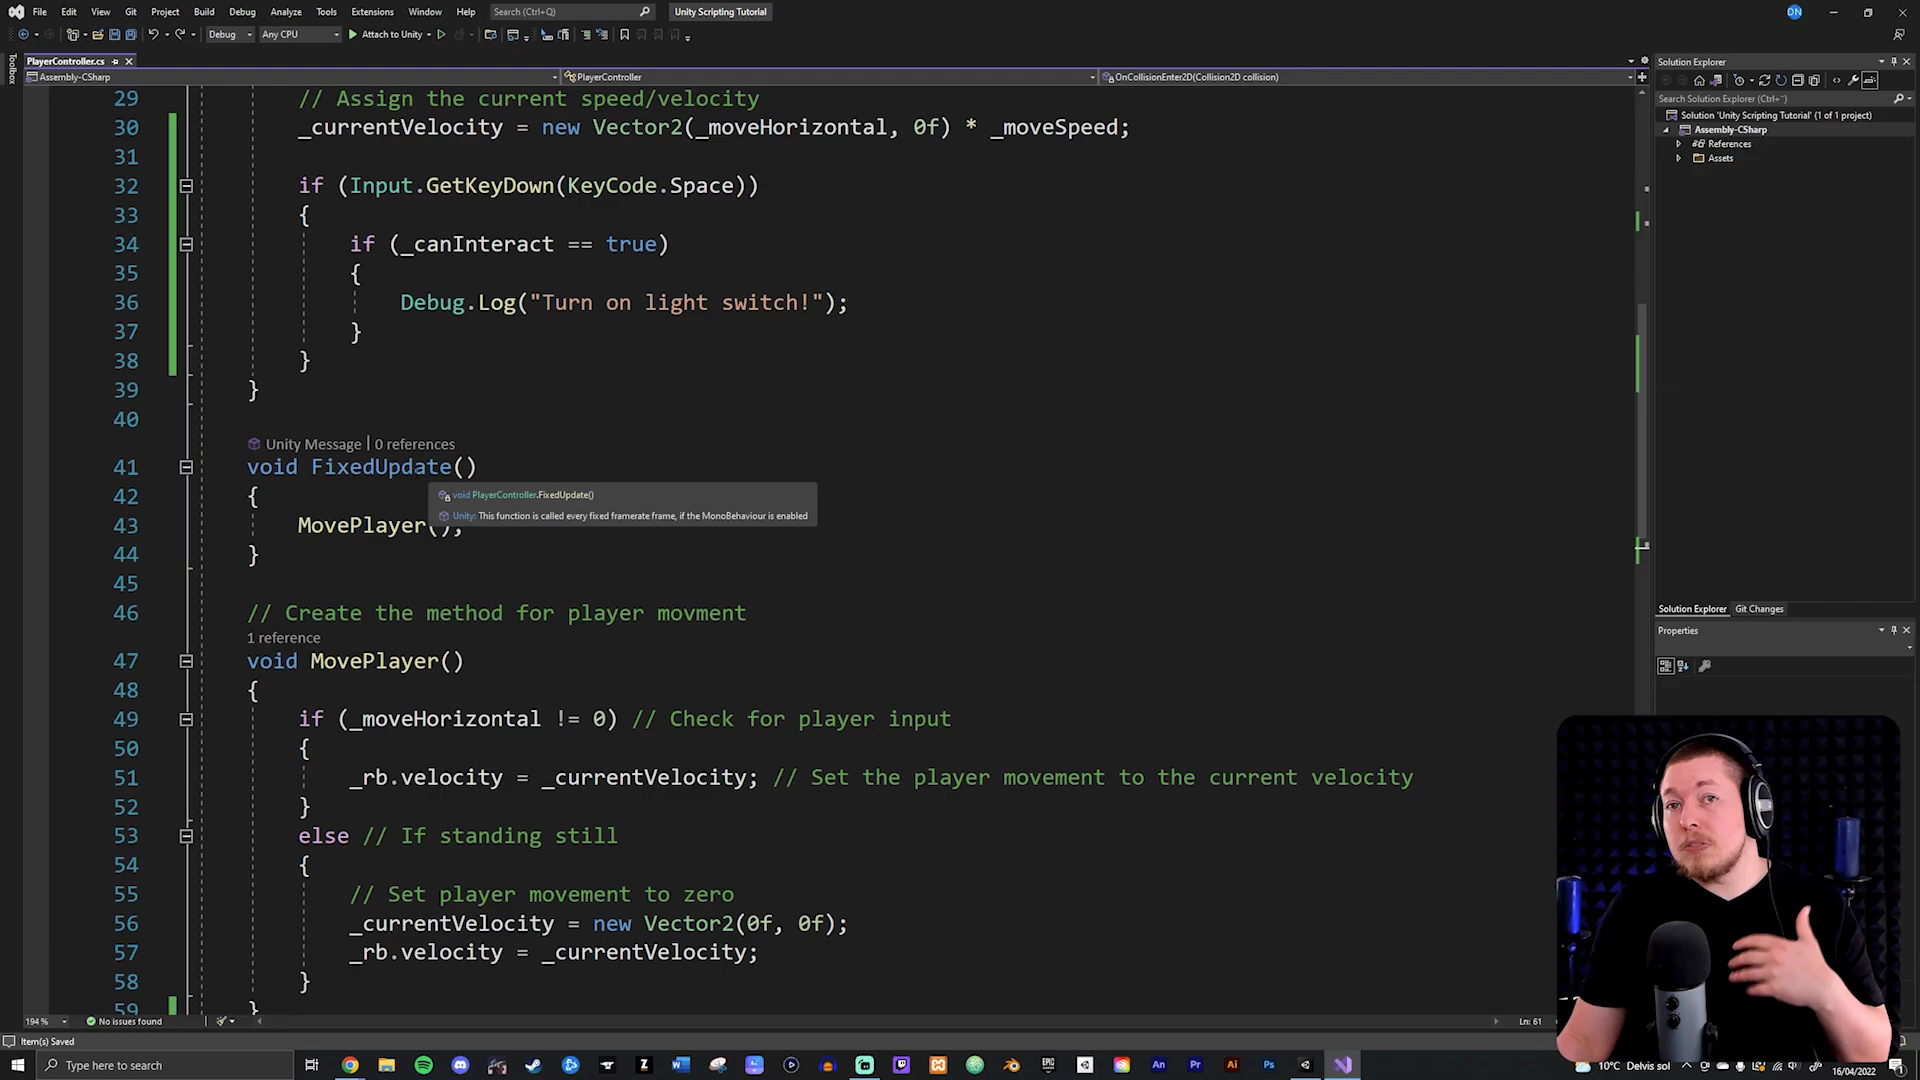 File Edit View Git Project Build Debug Analyze Tools Extensions Window Help Search (Ctrl+Q) Unity Scripting Tutorial DN
Debug Any CPU Attach to Unity
PlayerController.cs
Assembly-CSharp PlayerController OnCollisionEnter2D(Collision2D collision)
Toolbox
29 // Assign the current speed/velocity
30 _currentVelocity = new Vector2(_moveHorizontal, 0f) * _moveSpeed;
31
32 if (Input.GetKeyDown(KeyCode.Space))
33 {
34 if (_canInteract == true)
35 {
36 Debug.Log("Turn on light switch!");
37 }
38 }
39 }
40
Unity Message | 0 references
41 void FixedUpdate()
void PlayerController.FixedUpdate()
Unity: This function is called every fixed framerate frame, if the MonoBehaviour is enabled
42 {
43 MovePlayer();
44 }
45
46 // Create the method for player movment
1 reference
47 void MovePlayer()
48 {
49 if (_moveHorizontal != 0) // Check for player input
50 {
51 _rb.velocity = _currentVelocity; // Set the player movement to the current velocity
52 }
53 else // If standing still
54 {
55 // Set player movement to zero
56 _currentVelocity = new Vector2(0f, 0f);
57 _rb.velocity = _currentVelocity;
58 }
59 }
194 % No issues found Ln: 61
Solution Explorer
Search Solution Explorer (Ctrl+¨)
Solution 'Unity Scripting Tutorial' (1 of 1 project)
Assembly-CSharp
References
Assets
Solution Explorer Git Changes
Properties
Item(s) Saved
Type here to search
10°C Delvis sol
16/04/2022